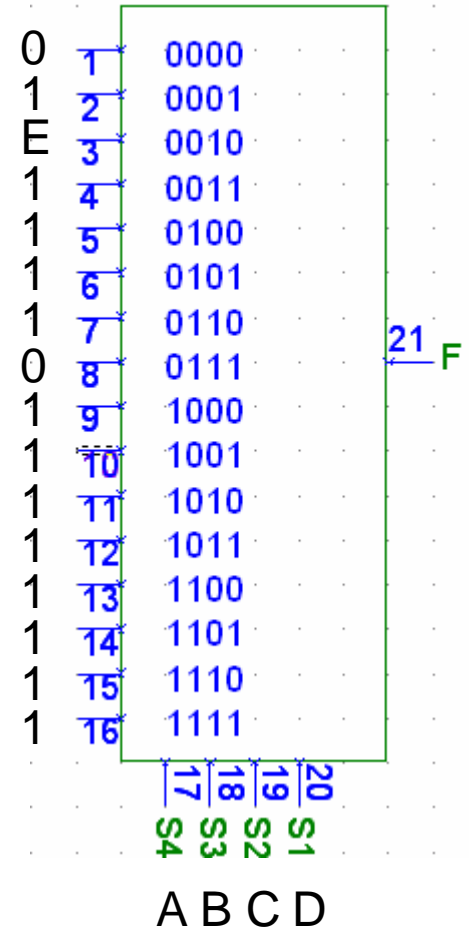 0 1 0000
1 2 0001
E 3 0010
1 4 0011
1 5 0100
1 6 0101
1 7 0110
0 8 0111
21 F
1 9 1000
1 10 1001
1 11 1010
1 12 1011
1 13 1100
1 14 1101
1 15 1110
1 16 1111
17 18 19 20
S4 S3 S2 S1
A B C D